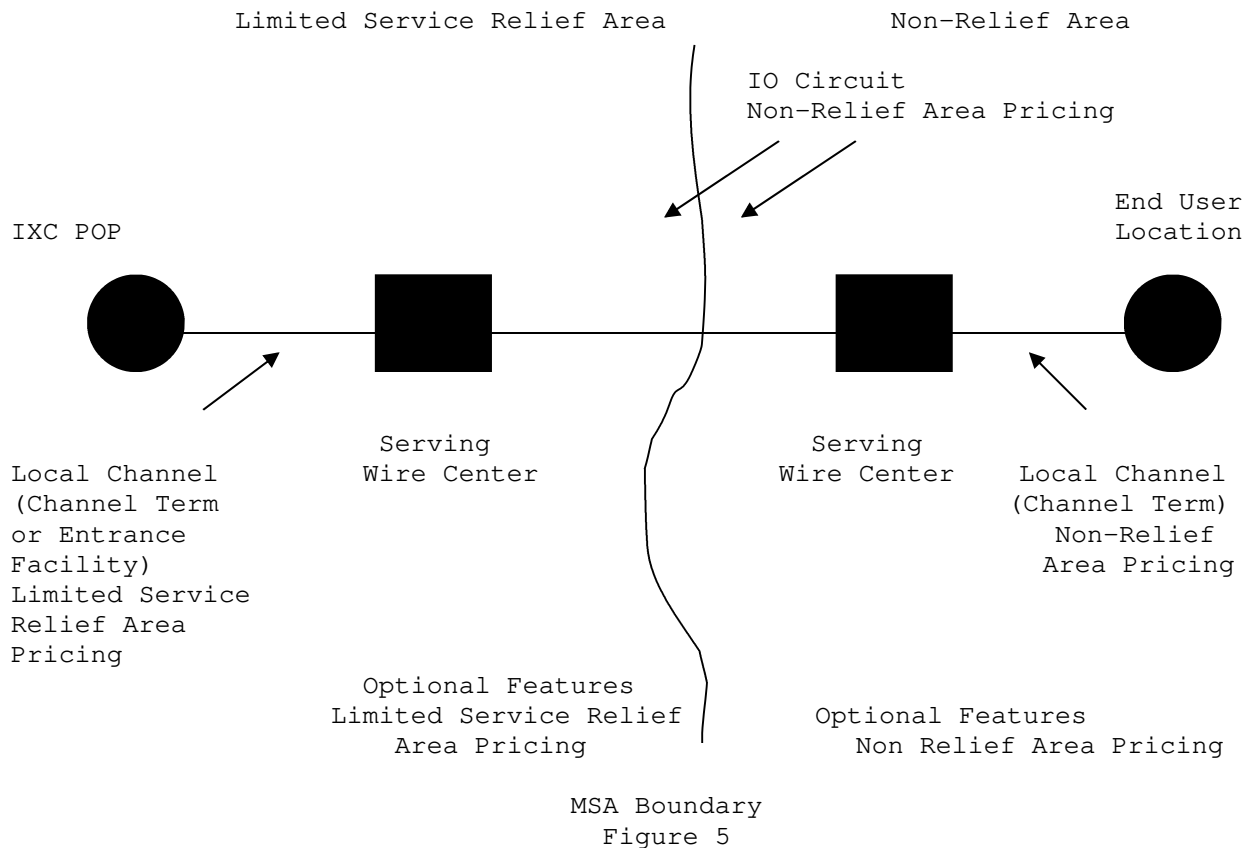 Limited Service Relief Area
Non-Relief Area
IO Circuit
Non-Relief Area Pricing
IXC POP
End User
Location
Serving
Wire Center
Serving
Wire Center
Local Channel
(Channel Term
or Entrance
Facility)
Limited Service
Relief Area
Pricing
Local Channel
(Channel Term)
Non-Relief
Area Pricing
Optional Features
Limited Service Relief
Area Pricing
Optional Features
Non Relief Area Pricing
MSA Boundary
Figure 5